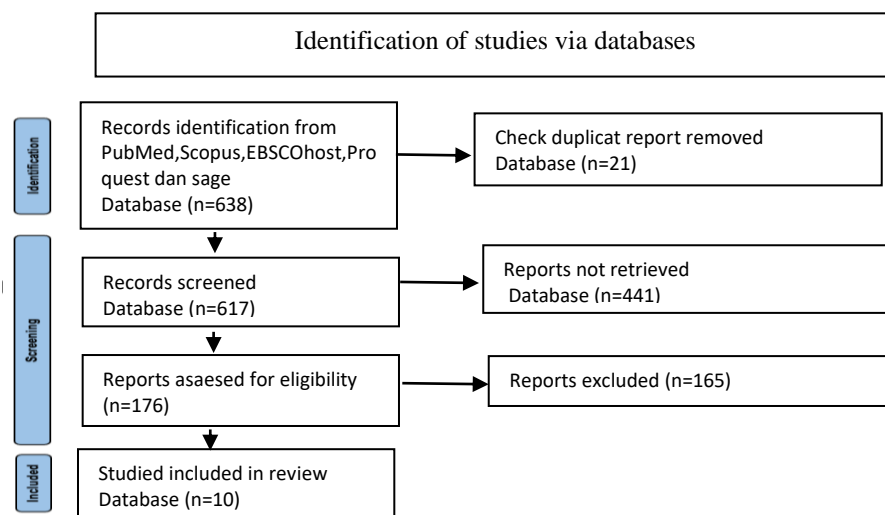 Identification of studies via databases
Identification
Records identification from
PubMed,Scopus,EBSCOhost,Pro
quest dan sage
Database (n=638)
Check duplicat report removed
Database (n=21)
Screening
Records screened
Database (n=617)
Reports not retrieved
Database (n=441)
Reports asaesed for eligibility
(n=176)
Reports excluded (n=165)
Included
Studied included in review
Database (n=10)